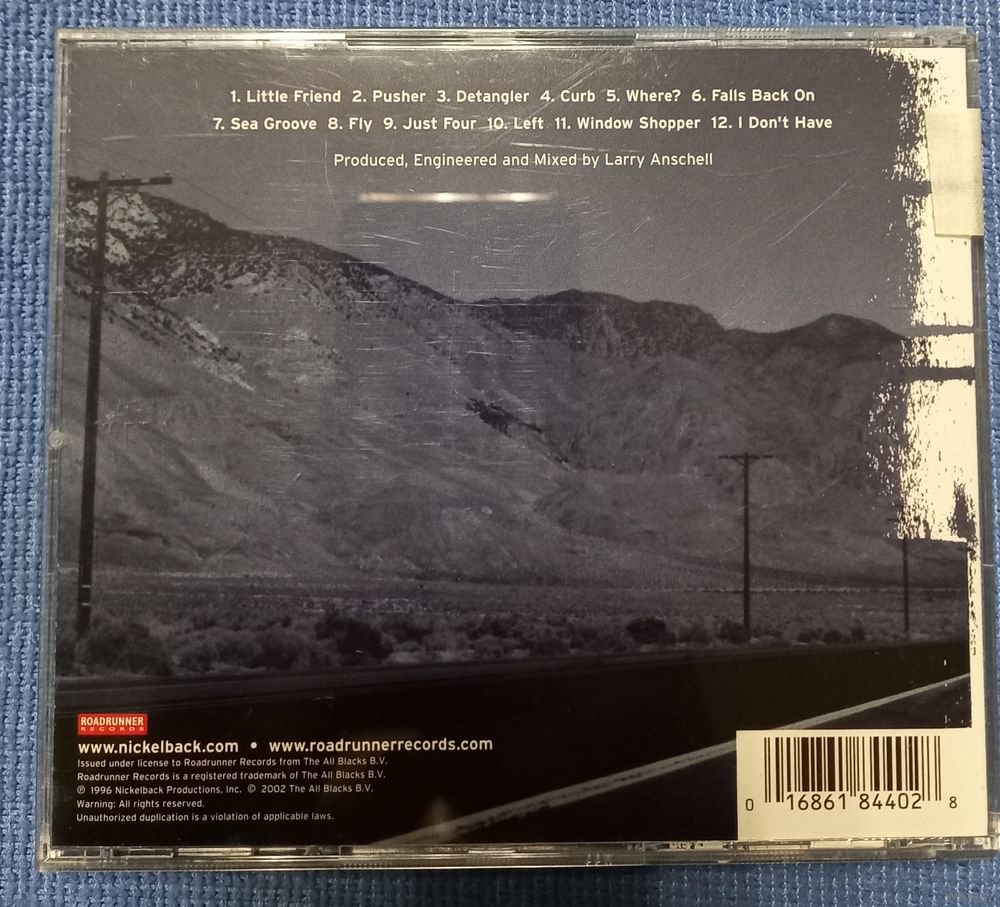 1. Little Friend 2. Pusher 3. Detangler 4. Curb 5. Where? 6. Falls Back On
7. Sea Groove 8. Fly 9. Just Four 10. Left 11. Window Shopper 12. I Don't Have
Produced, Engineered and Mixed by Larry Anschell
ROADRUNNER
RECORDS
www.nickelback.com • www.roadrunnerrecords.com
Issued under license to Roadrunner Records from The All Blacks B.V.
Roadrunner Records is a registered trademark of The All Blacks B.V.
℗ 1996 Nickelback Productions, Inc. © 2002 The All Blacks B.V.
Warning: All rights reserved.
Unauthorized duplication is a violation of applicable laws.
0 16861 84402 8